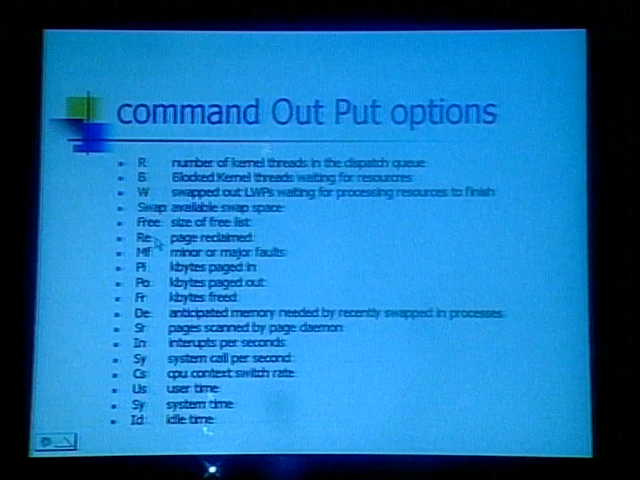 command Out Put options
R number of kernel threads in the dispatch queue
B Blocked Kernel threads waiting for resources
W swapped out LWPs waiting for processing resources to finish
Swap available swap space
Free size of free list
Re page reclaimed
Mf minor or major faults
Pi kbytes paged in
Po kbytes paged out
Fr kbytes freed
De anticipated memory needed by recently swapped in processes
Sr pages scanned by page daemon
In interupts per seconds
Sy system call per second
Cs cpu context switch rate
Us user time
Sy system time
Id idle time